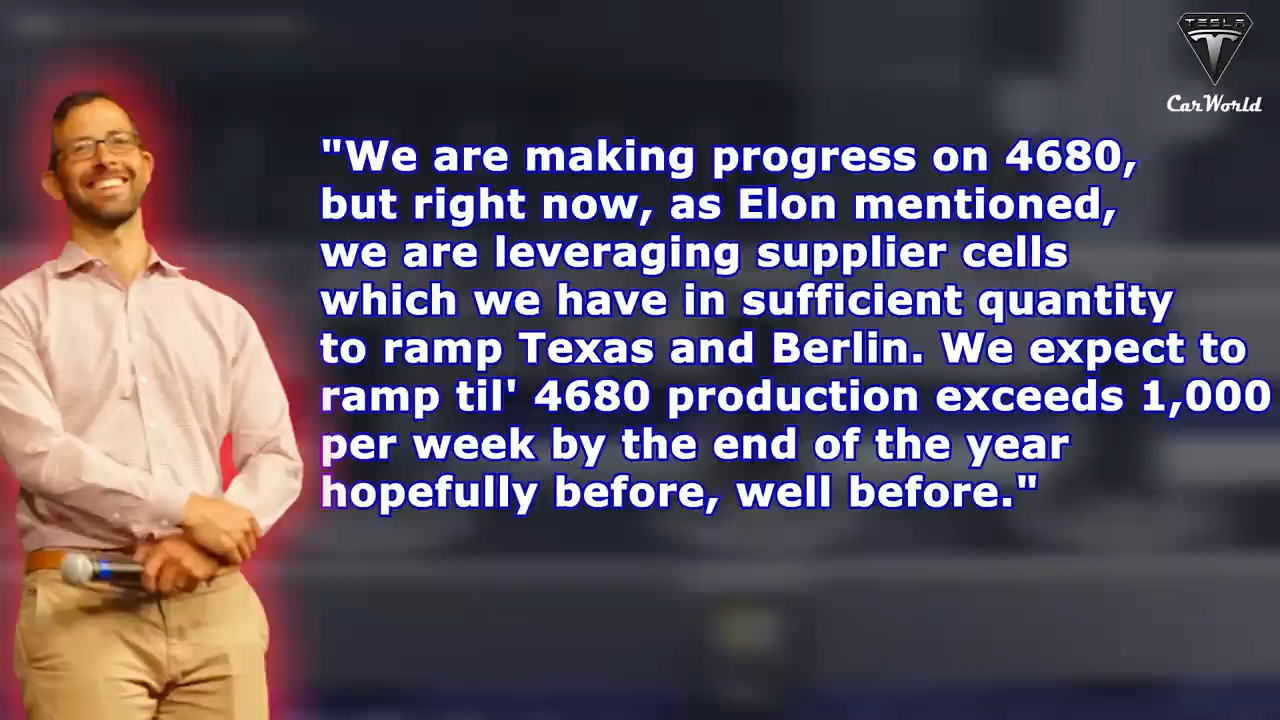 TESLA
CarWorld
"We are making progress on 4680,
but right now, as Elon mentioned,
we are leveraging supplier cells
which we have in sufficient quantity
to ramp Texas and Berlin. We expect to
ramp til' 4680 production exceeds 1,000
per week by the end of the year
hopefully before, well before."